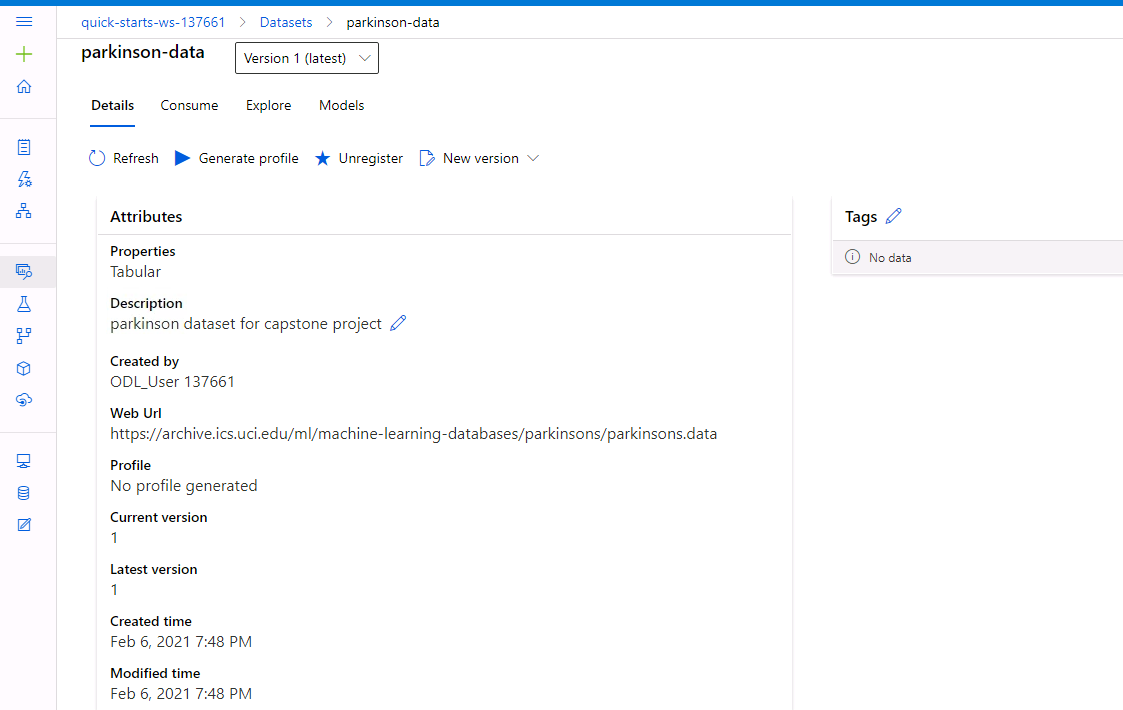 quick-starts-ws-137661 > Datasets > parkinson-data
parkinson-data
Version 1 (latest)
Details Consume Explore Models
Refresh Generate profile Unregister New version
Attributes
Properties
Tabular
Description
parkinson dataset for capstone project
Created by
ODL_User 137661
Web Url
https://archive.ics.uci.edu/ml/machine-learning-databases/parkinsons/parkinsons.data
Profile
No profile generated
Current version
1
Latest version
1
Created time
Feb 6, 2021 7:48 PM
Modified time
Feb 6, 2021 7:48 PM
Tags
No data